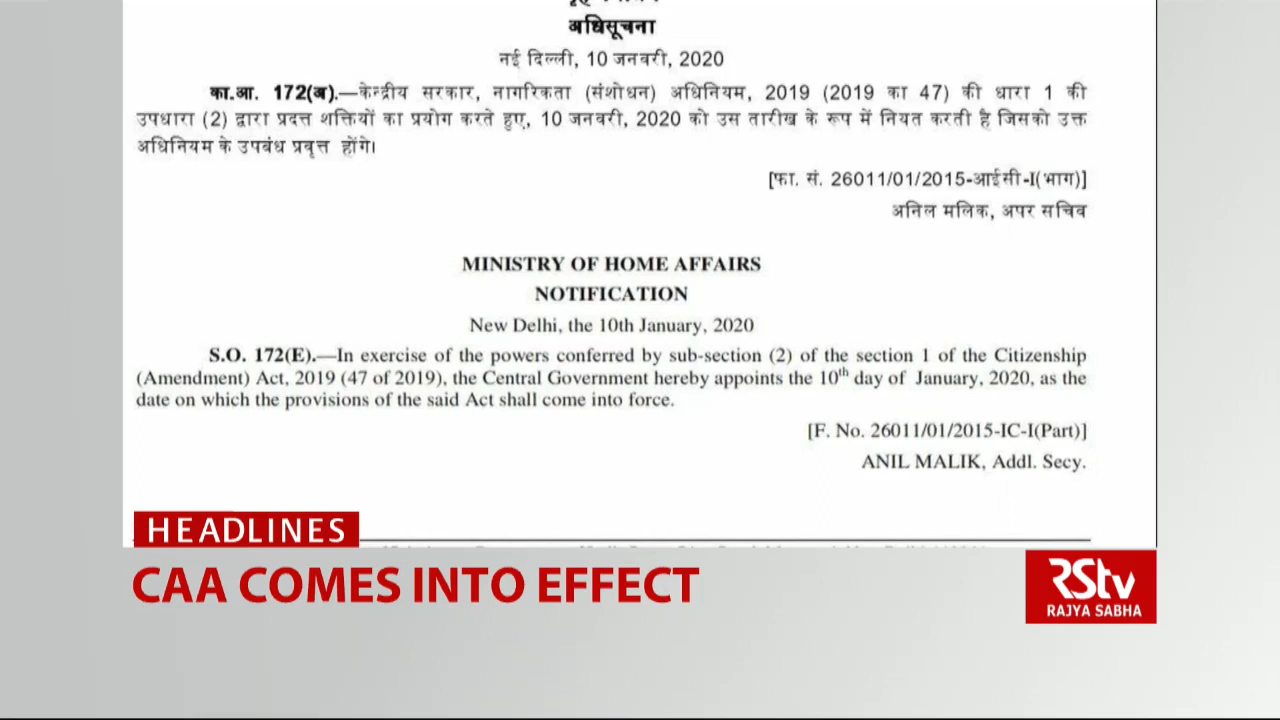 अधिसूचना
नई दिल्ली, 10 जनवरी, 2020
का.आ. 172(अ).—केन्द्रीय सरकार, नागरिकता (संशोधन) अधिनियम, 2019 (2019 का 47) की धारा 1 की
उपधारा (2) द्वारा प्रदत्त शक्तियों का प्रयोग करते हुए, 10 जनवरी, 2020 को उस तारीख के रूप में नियत करती है जिसको उक्त
अधिनियम के उपबंध प्रवृत्त होंगे।
[फा. सं. 26011/01/2015-आईसी-I(भाग)]
अनिल मलिक, अपर सचिव
MINISTRY OF HOME AFFAIRS
NOTIFICATION
New Delhi, the 10th January, 2020
S.O. 172(E).—In exercise of the powers conferred by sub-section (2) of the section 1 of the Citizenship
(Amendment) Act, 2019 (47 of 2019), the Central Government hereby appoints the 10th day of January, 2020, as the
date on which the provisions of the said Act shall come into force.
[F. No. 26011/01/2015-IC-I(Part)]
ANIL MALIK, Addl. Secy.
HEADLINES
CAA COMES INTO EFFECT
RStv
RAJYA SABHA